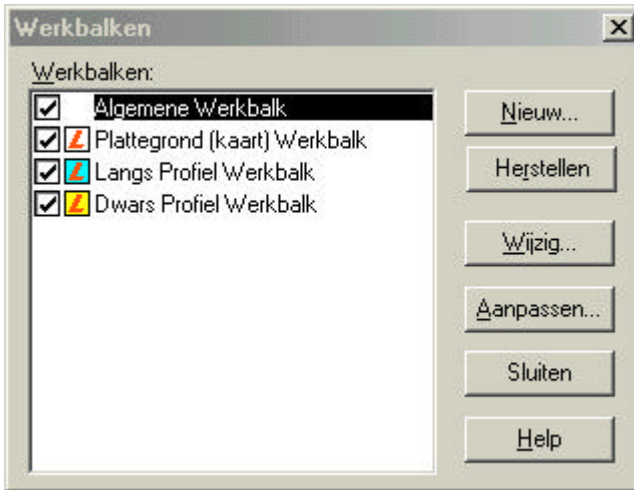 Werkbalken
Werkbalken:
Algemene Werkbalk
Plattegrond (kaart) Werkbalk
Langs Profiel Werkbalk
Dwars Profiel Werkbalk
Nieuw...
Herstellen
Wijzig...
Aanpassen...
Sluiten
Help